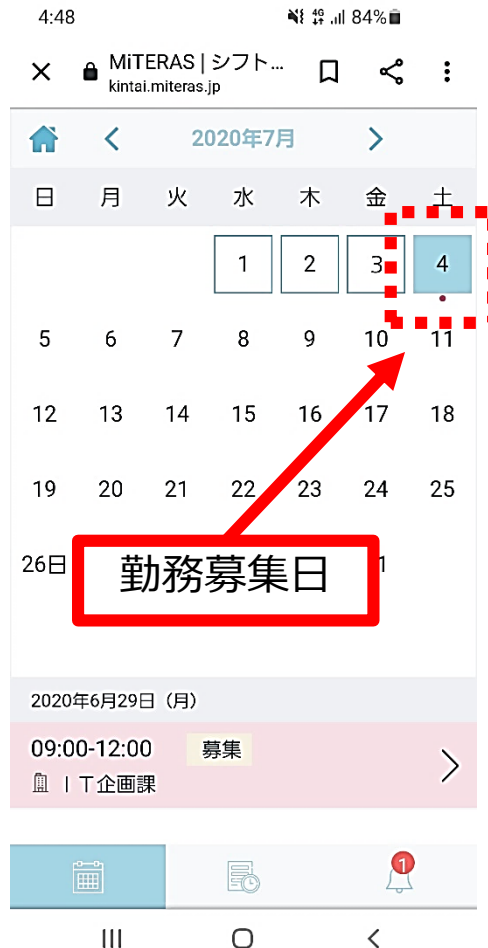 4:48 4G 84%
MiTERAS | シフト...
kintai.miteras.jp
2020年7月
日 月 火 水 木 金 土
1 2 3 4
5 6 7 8 9 10 11
12 13 14 15 16 17 18
19 20 21 22 23 24 25
26日
勤務募集日
2020年6月29日（月）
09:00-12:00 募集
ＩＴ企画課
1